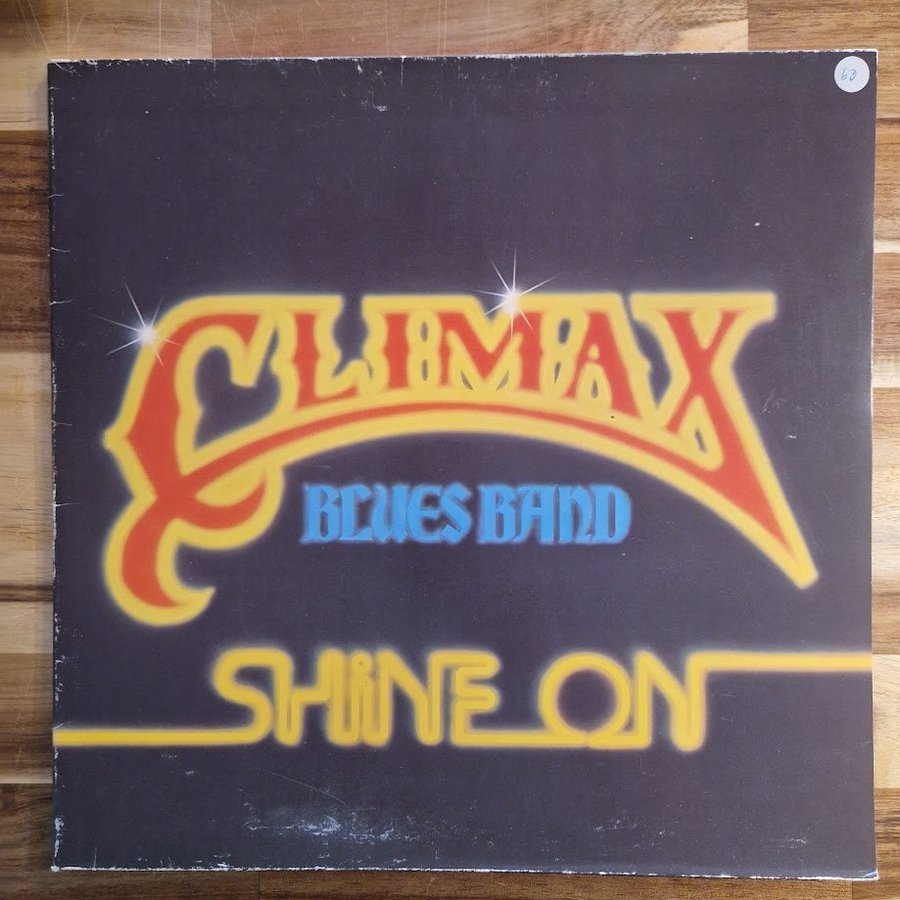 CLIMAX
BLUES BAND
SHiNE ON